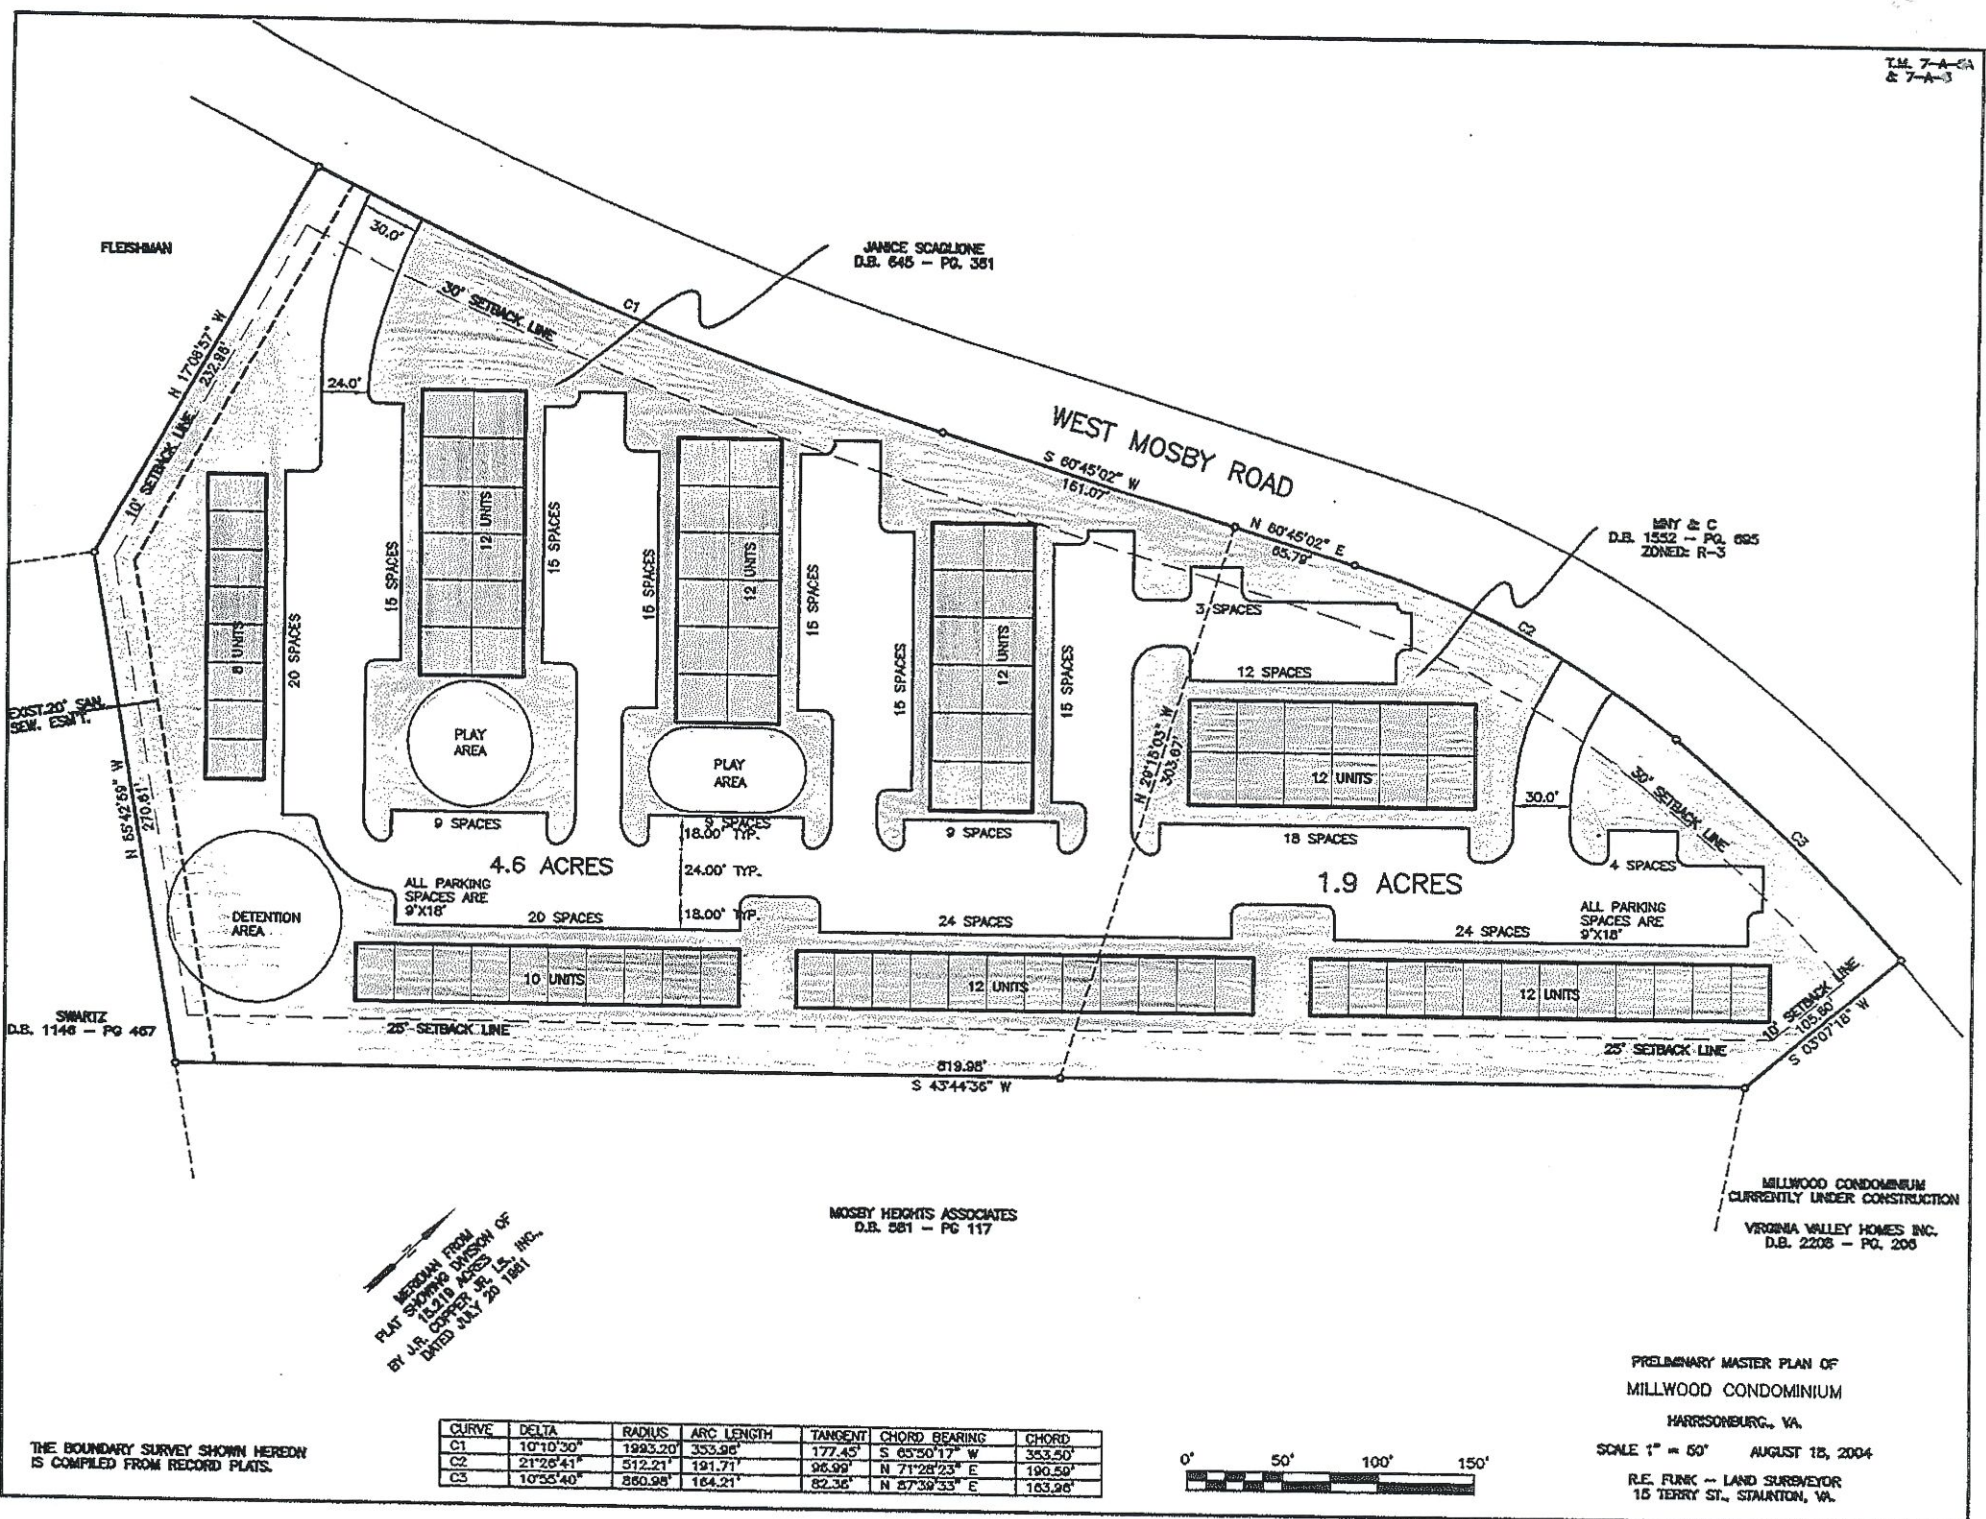 T.M. 7-A-5A
& 7-A-3
FLEISHMAN
30.0'
JANICE SCAGLIONE
D.B. 645 - PG. 381
C1
30' SETBACK LINE
N 17°08'57" W
232.98'
10' SETBACK LINE
24.0'
WEST MOSBY ROAD
S 60°45'02" W
161.07'
N 60°45'02" E
65.79'
MNY & C
D.B. 1552 - PG. 695
ZONED: R-3
C2
8 UNITS
20 SPACES
15 SPACES
12 UNITS
15 SPACES
15 SPACES
12 UNITS
15 SPACES
15 SPACES
12 UNITS
15 SPACES
3 SPACES
12 SPACES
12 UNITS
18 SPACES
N 29°15'03" W
303.67'
30.0'
30' SETBACK LINE
C3
4 SPACES
EXIST.20' SAN.
SEW. ESM'T.
N 65°42'59" W
270.61'
PLAY
AREA
PLAY
AREA
9 SPACES
9 SPACES
18.00' TYP.
24.00' TYP.
18.00' TYP.
9 SPACES
4.6 ACRES
1.9 ACRES
ALL PARKING
SPACES ARE
9'X18'
ALL PARKING
SPACES ARE
9'X18'
DETENTION
AREA
20 SPACES
24 SPACES
24 SPACES
10 UNITS
12 UNITS
12 UNITS
10' SETBACK LINE
105.80'
S 03°07'18" W
SWARTZ
D.B. 1146 - PG 467
25' SETBACK LINE
25' SETBACK LINE
819.98'
S 43°44'36" W
MOSBY HEIGHTS ASSOCIATES
D.B. 581 - PG 117
MILLWOOD CONDOMINIUM
CURRENTLY UNDER CONSTRUCTION
VIRGINIA VALLEY HOMES INC.
D.B. 2208 - PG. 206
MERIDIAN FROM
PLAT SHOWING DIVISION OF
15.219 ACRES
BY J.R. COPPER JR. L.S. INC.,
DATED JULY 20 1981
THE BOUNDARY SURVEY SHOWN HEREON
IS COMPILED FROM RECORD PLATS.
CURVE DELTA RADIUS ARC LENGTH TANGENT CHORD BEARING CHORD
C1 10°10'30" 1993.20' 353.96' 177.45' S 65°50'17" W 353.50'
C2 21°26'41" 512.21' 191.71' 96.99' N 71°28'23" E 190.59'
C3 10°55'40" 860.98' 164.21' 82.36' N 87°39'33" E 163.96'
0' 50' 100' 150'
PRELIMINARY MASTER PLAN OF
MILLWOOD CONDOMINIUM
HARRISONBURG., VA.
SCALE 1" = 50' AUGUST 18, 2004
R.E. FUNK - LAND SURVEYOR
15 TERRY ST., STAUNTON, VA.